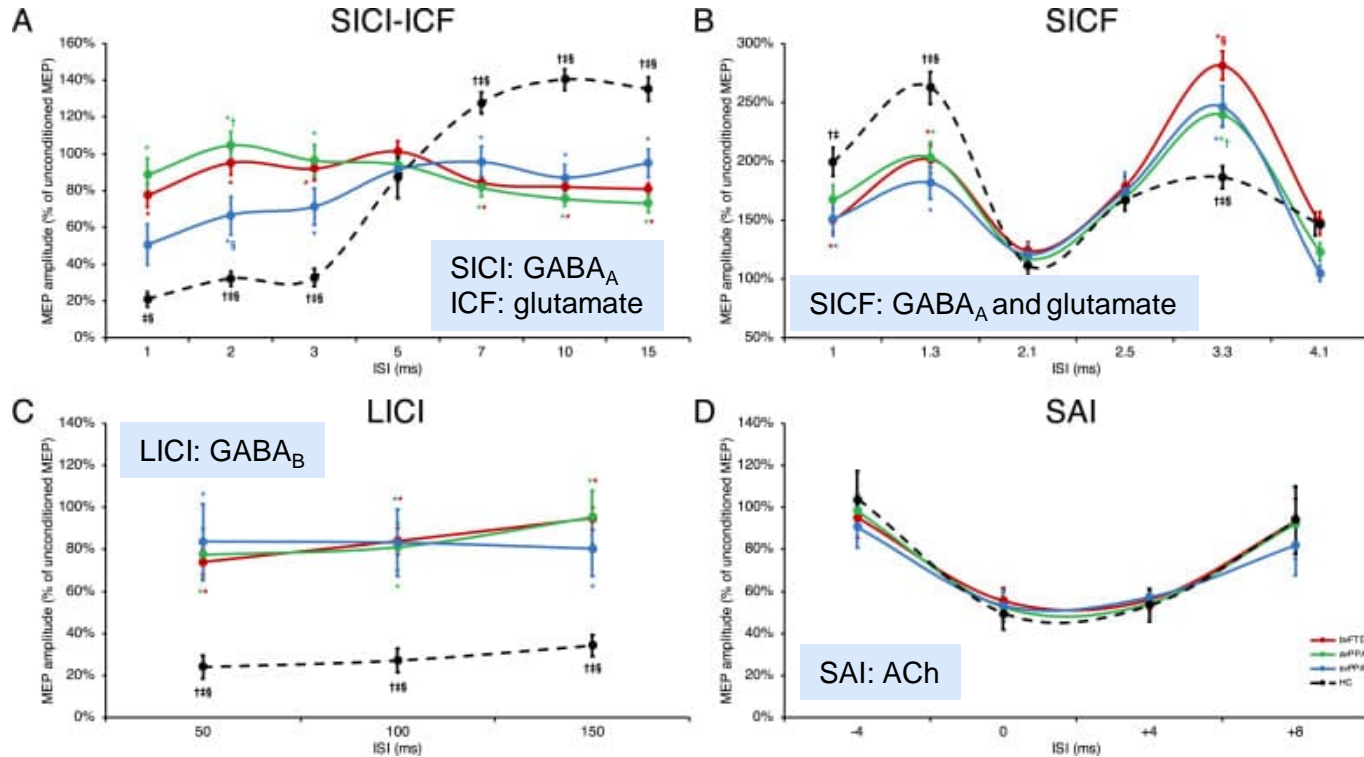 A
SICI-ICF
MEP amplitude (% of unconditioned MEP)
160%
140%
120%
100%
80%
60%
40%
20%
0%
†‡§
†‡§
†‡§
‡§
†‡§
†‡§
SICI: GABAA
ICF: glutamate
1 2 3 5 7 10 15
ISI (ms)
B
SICF
MEP amplitude (% of unconditioned MEP)
300%
250%
200%
150%
100%
50%
†‡
†‡§
*§
†‡§
SICF: GABAA and glutamate
1 1.3 2.1 2.5 3.3 4.1
ISI (ms)
C
LICI
MEP amplitude (% of unconditioned MEP)
140%
120%
100%
80%
60%
40%
20%
0%
LICI: GABAB
†‡§ †‡§ †‡§
50 100 150
ISI (ms)
D
SAI
MEP amplitude (% of unconditioned MEP)
140%
120%
100%
80%
60%
40%
20%
0%
SAI: ACh
bvFTD
avPPA
svPPA
HC
-4 0 +4 +8
ISI (ms)